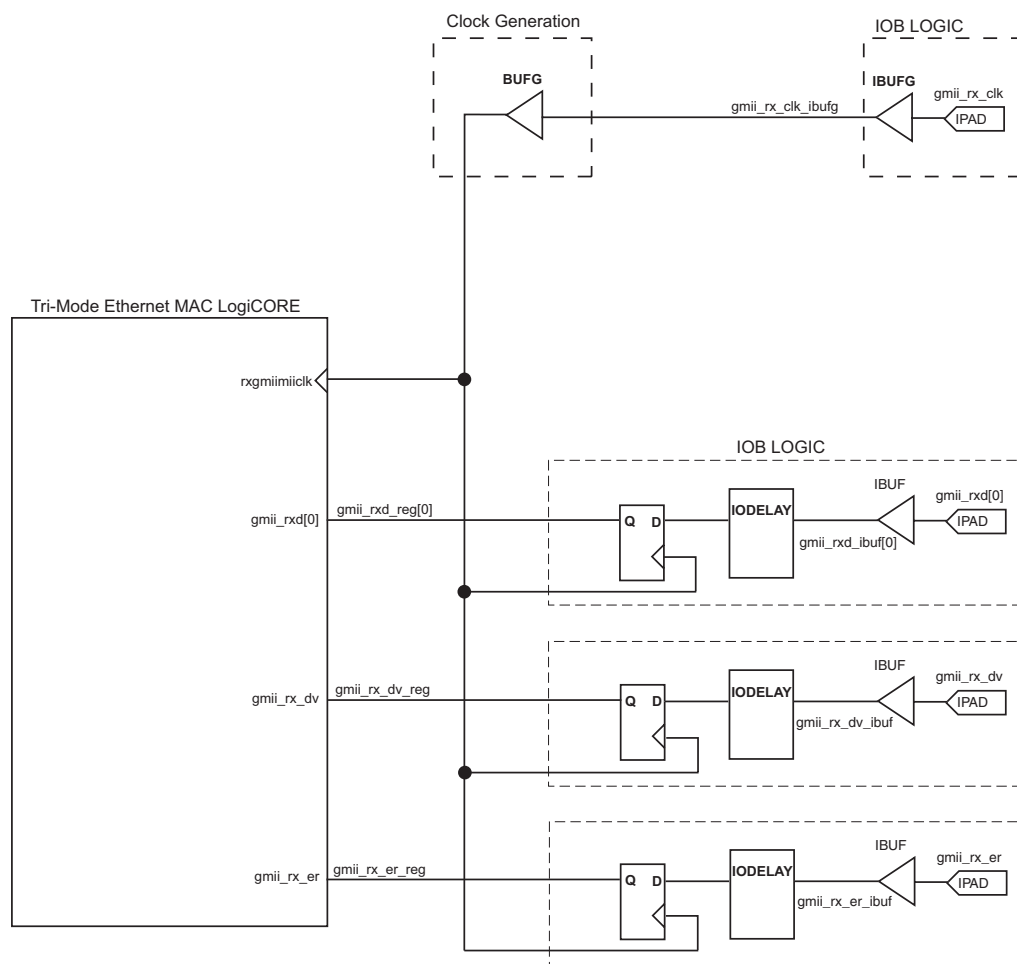 Clock Generation
IOB LOGIC
BUFG
IBUFG
gmii_rx_clk
gmii_rx_clk_ibufg
IPAD
Tri-Mode Ethernet MAC LogiCORE
rxgmiimiiclk
IOB LOGIC
IBUF
gmii_rxd[0]
gmii_rxd[0]
gmii_rxd_reg[0]
Q D
IODELAY
IPAD
gmii_rxd_ibuf[0]
IBUF
gmii_rx_dv
gmii_rx_dv
gmii_rx_dv_reg
Q D
IODELAY
IPAD
gmii_rx_dv_ibuf
IBUF
gmii_rx_er
gmii_rx_er
gmii_rx_er_reg
Q D
IODELAY
IPAD
gmii_rx_er_ibuf